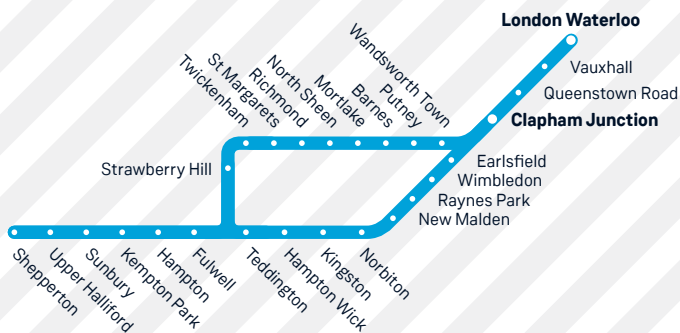 London Waterloo
Vauxhall
Queenstown Road
Clapham Junction
Wandsworth Town
Putney
Barnes
Mortlake
North Sheen
Richmond
St Margarets
Twickenham
Strawberry Hill
Earlsfield
Wimbledon
Raynes Park
New Malden
Norbiton
Kingston
Hampton Wick
Teddington
Fulwell
Hampton
Kempton Park
Sunbury
Upper Halliford
Shepperton